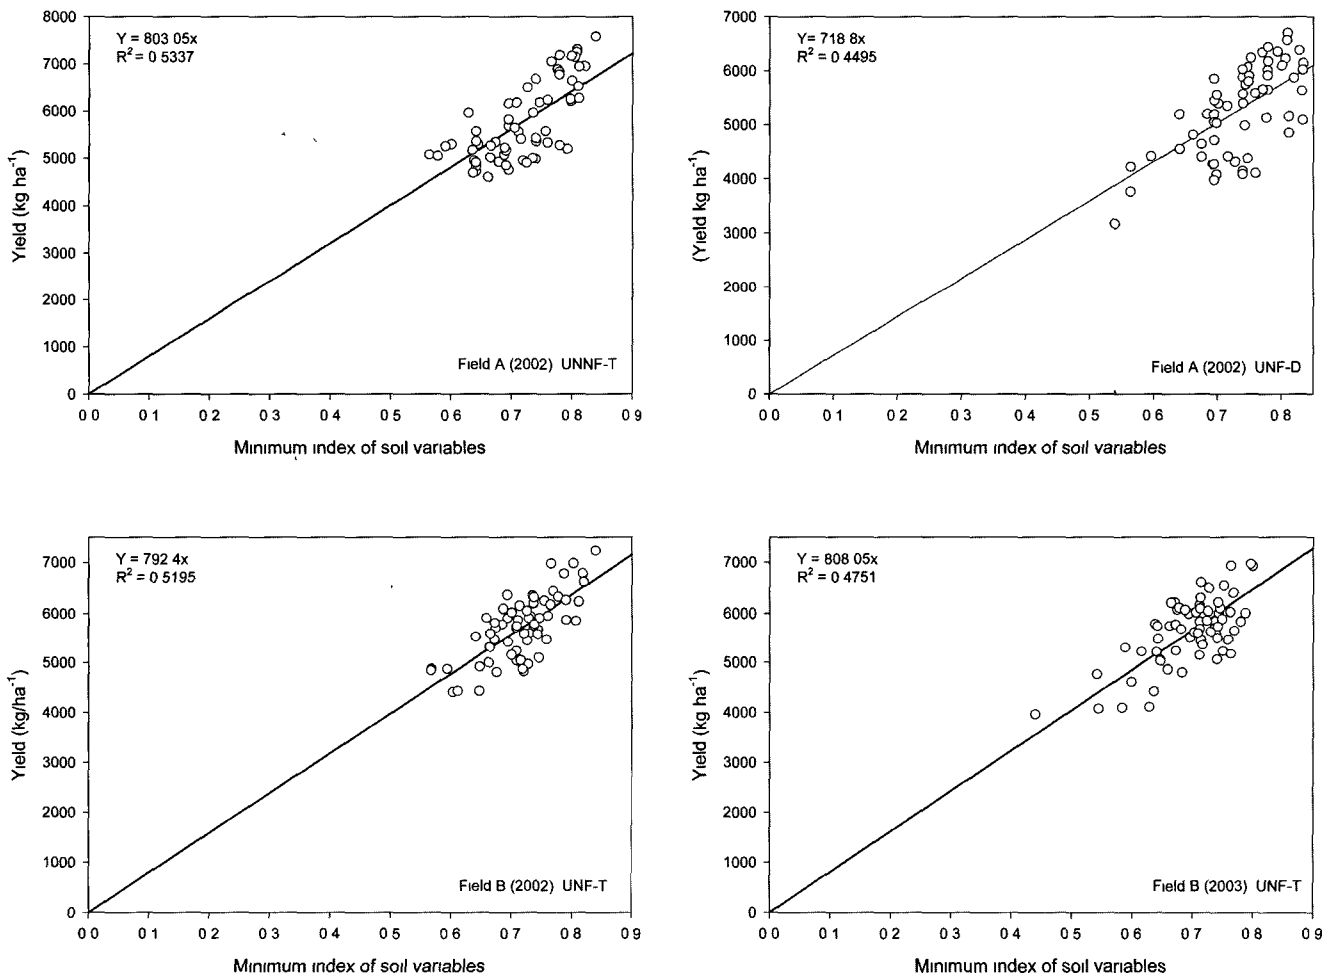 Y = 803 05x
R² = 0 5337
8000
7000
6000
5000
4000
3000
2000
1000
0
Yield (kg ha⁻¹)
Field A (2002) UNNF-T
0 0 0 1 0 2 0 3 0 4 0 5 0 6 0 7 0 8 0 9
Minimum index of soil variables
Y= 718 8x
R² = 0 4495
7000
6000
5000
4000
3000
2000
1000
0
(Yield kg ha⁻¹)
Field A (2002) UNF-D
0 0 0 1 0 2 0 3 0 4 0 5 0 6 0 7 0 8
Minimum index of soil variables
Y = 792 4x
R² = 0 5195
7000
6000
5000
4000
3000
2000
1000
0
Yield (kg/ha⁻¹)
Field B (2002) UNF-T
0 0 0 1 0 2 0 3 0 4 0 5 0 6 0 7 0 8 0 9
Minimum index of soil variables
Y = 808 05x
R² = 0 4751
7000
6000
5000
4000
3000
2000
1000
0
Yield (kg ha⁻¹)
Field B (2003) UNF-T
0 0 0 1 0 2 0 3 0 4 0 5 0 6 0 7 0 8 0 9
Minimum index of soil variables